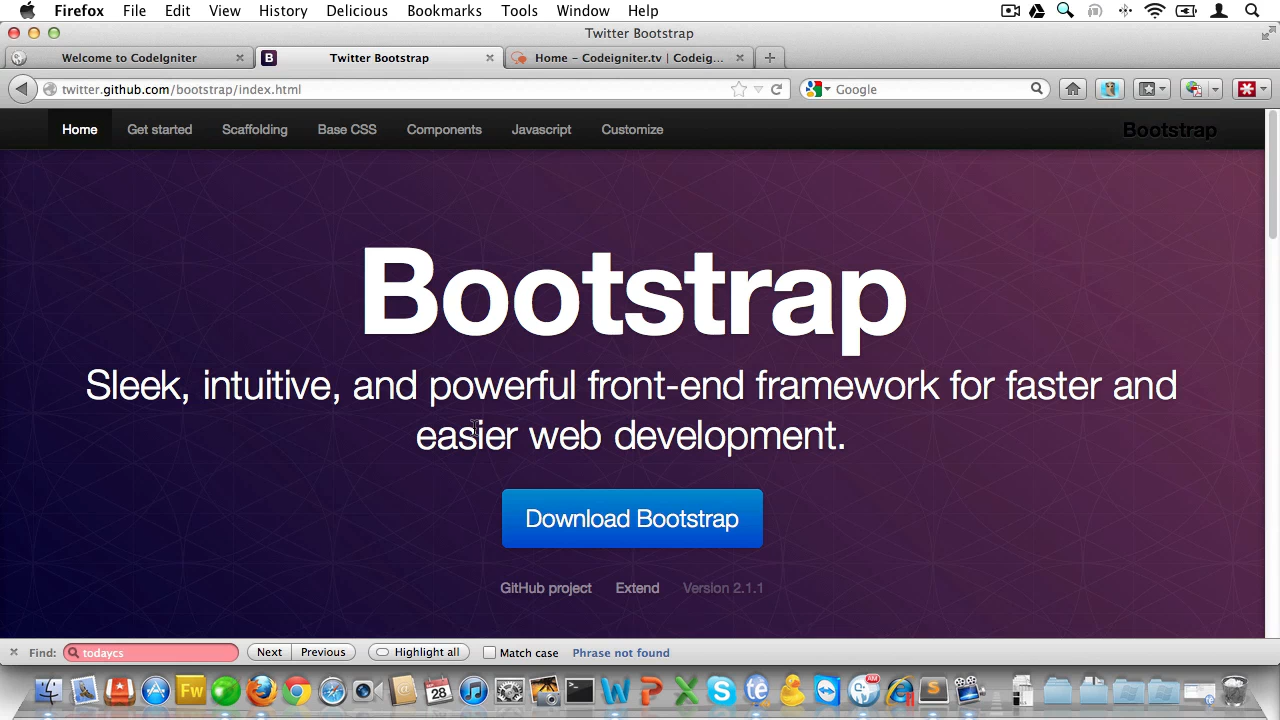 Firefox File Edit View History Delicious Bookmarks Tools Window Help
Twitter Bootstrap
Welcome to CodeIgniter
Twitter Bootstrap
Home – Codeigniter.tv | Codeig...
twitter.github.com/bootstrap/index.html
Google
Home Get started Scaffolding Base CSS Components Javascript Customize Bootstrap
Bootstrap
Sleek, intuitive, and powerful front-end framework for faster and
easier web development.
Download Bootstrap
GitHub project Extend Version 2.1.1
Find: todaycs Next Previous Highlight all Match case Phrase not found
Fw
28
AM